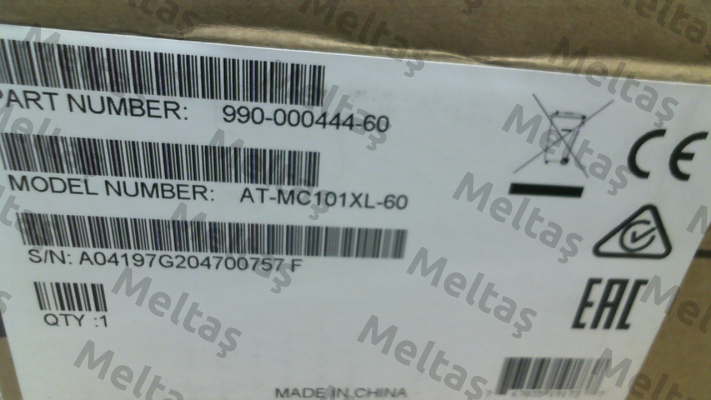 PART NUMBER: 990-000444-60
MODEL NUMBER: AT-MC101XL-60
S/N: A04197G204700757 F
QTY :1
CE
EAC
MADE IN CHINA
Meltaş